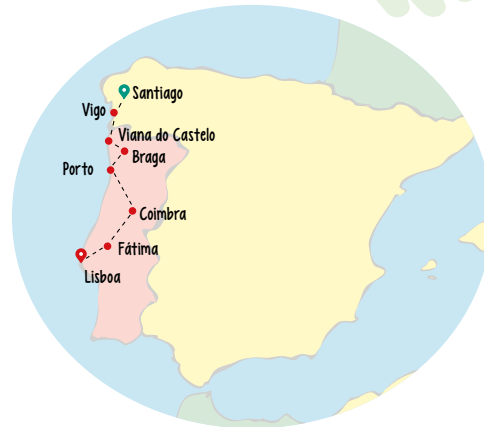 Santiago
Vigo
Viana do Castelo
Braga
Porto
Coimbra
Fátima
Lisboa